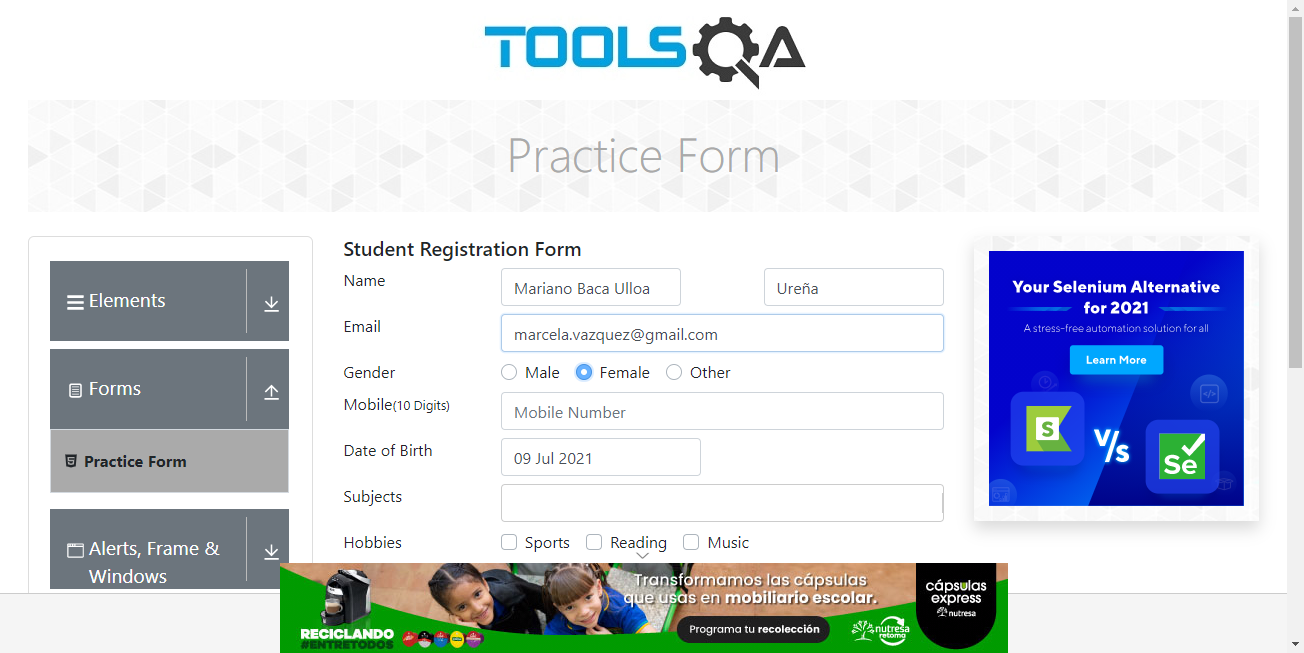 TOOLSQA
Practice Form
Elements
Forms
Practice Form
Alerts, Frame &
Windows
Student Registration Form
Name
Mariano Baca Ulloa
Ureña
Email
marcela.vazquez@gmail.com
Gender
Male
Female
Other
Mobile(10 Digits)
Mobile Number
Date of Birth
09 Jul 2021
Subjects
Hobbies
Sports
Reading
Music
Your Selenium Alternative
for 2021
A stress-free automation solution for all
Learn More
S
V/s
Se
RECICLANDO
#ENTRETODOS
Transformamos las cápsulas
que usas en mobiliario escolar.
Programa tu recolección
nutresa
retoma
cápsulas
express
nutresa